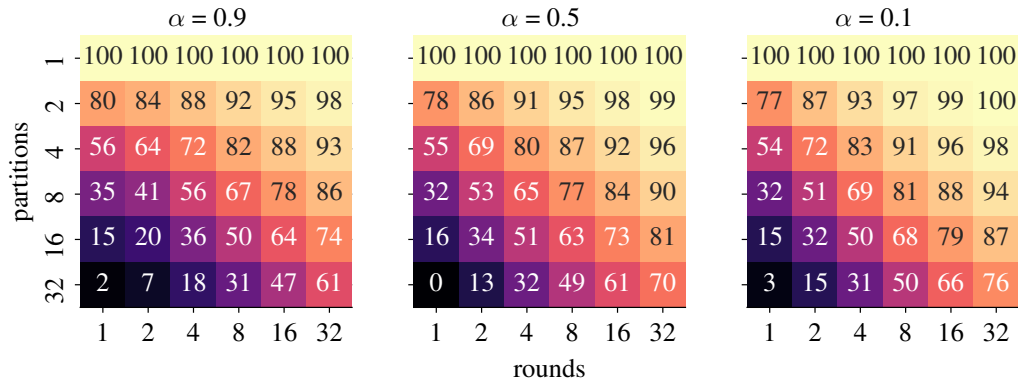 α = 0.9 α = 0.5 α = 0.1
1 100 100 100 100 100 100 100 100 100 100 100 100 100 100 100 100 100 100
2 80 84 88 92 95 98 78 86 91 95 98 99 77 87 93 97 99 100
4 56 64 72 82 88 93 55 69 80 87 92 96 54 72 83 91 96 98
8 35 41 56 67 78 86 32 53 65 77 84 90 32 51 69 81 88 94
16 15 20 36 50 64 74 16 34 51 63 73 81 15 32 50 68 79 87
32 2 7 18 31 47 61 0 13 32 49 61 70 3 15 31 50 66 76
partitions
1 2 4 8 16 32 1 2 4 8 16 32 1 2 4 8 16 32
rounds